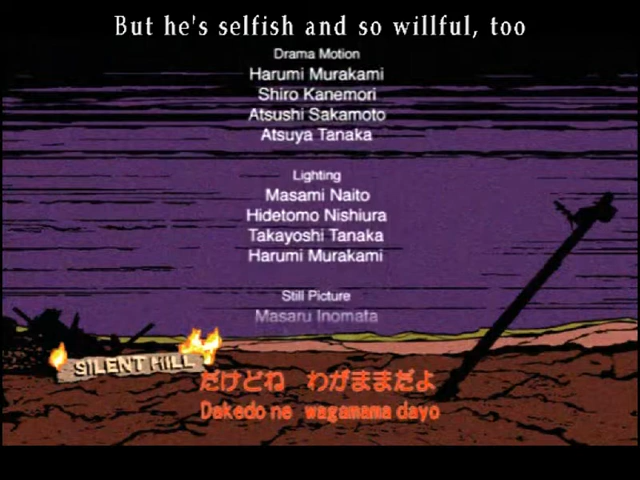 But he's selfish and so willful, too
Drama Motion
Harumi Murakami
Shiro Kanemori
Atsushi Sakamoto
Atsuya Tanaka
Lighting
Masami Naito
Hidetomo Nishiura
Takayoshi Tanaka
Harumi Murakami
Still Picture
Masaru Inomata
SILENT HILL
だけどね わがままだよ
Dakedo ne wagamama dayo